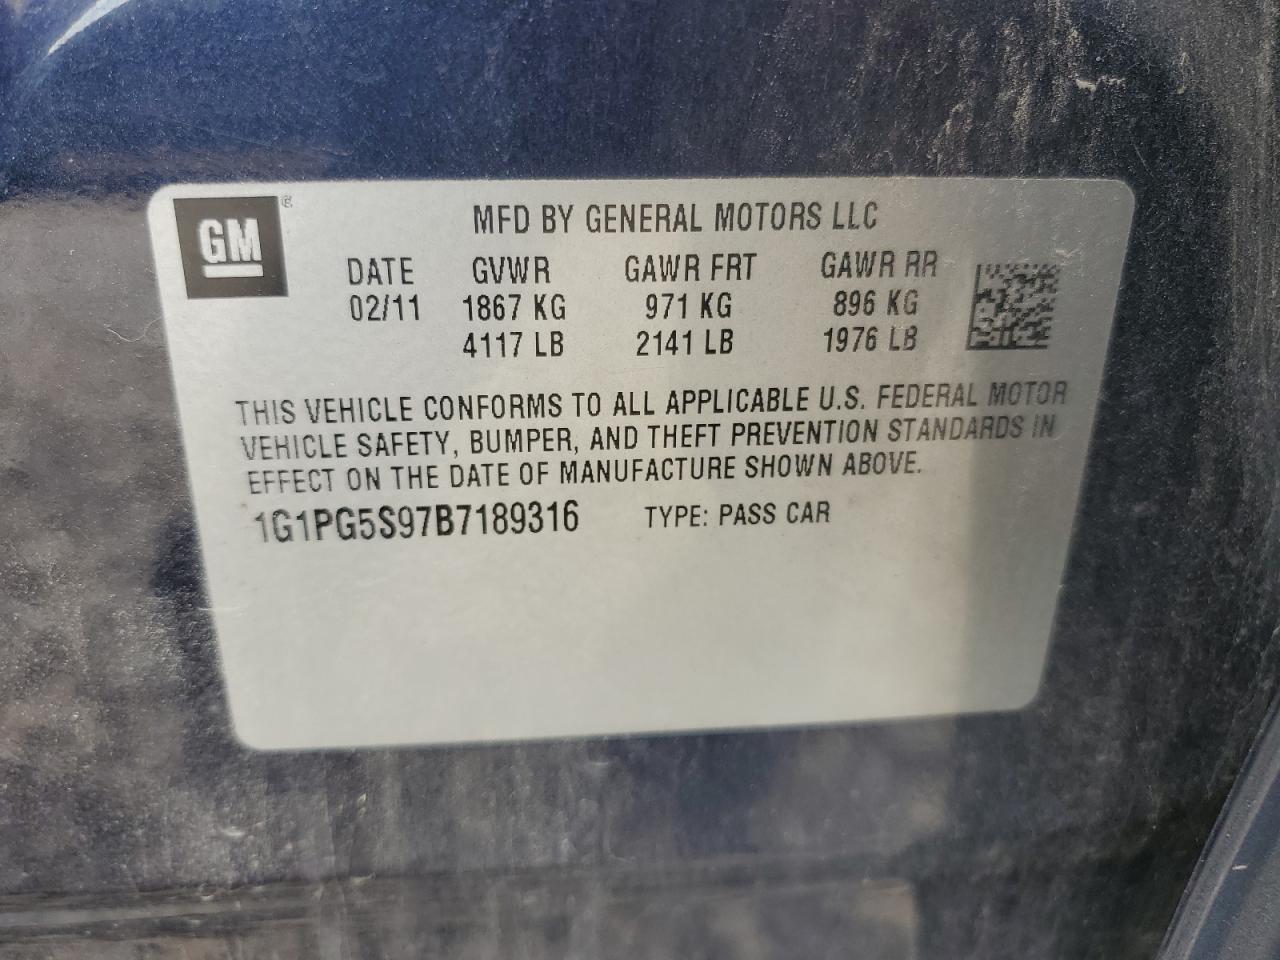 GM
MFD BY GENERAL MOTORS LLC
DATE GVWR GAWR FRT GAWR RR
02/11 1867 KG 971 KG 896 KG
4117 LB 2141 LB 1976 LB
THIS VEHICLE CONFORMS TO ALL APPLICABLE U.S. FEDERAL MOTOR
VEHICLE SAFETY, BUMPER, AND THEFT PREVENTION STANDARDS IN
EFFECT ON THE DATE OF MANUFACTURE SHOWN ABOVE.
1G1PG5S97B7189316 TYPE: PASS CAR